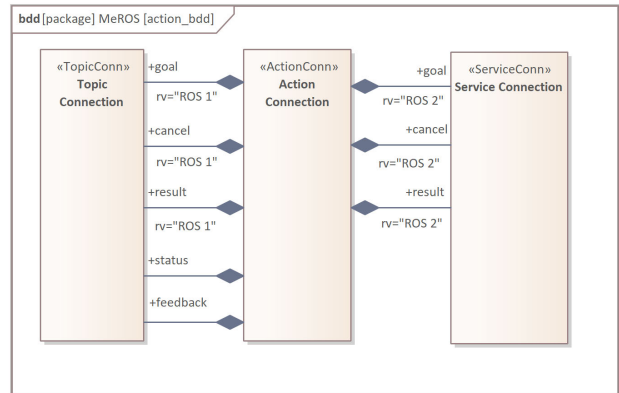 bdd [package] MeROS [action_bdd]
«TopicConn»
Topic
Connection
+goal
rv="ROS 1"
+cancel
rv="ROS 1"
+result
rv="ROS 1"
+status
+feedback
«ActionConn»
Action
Connection
+goal
rv="ROS 2"
+cancel
rv="ROS 2"
+result
rv="ROS 2"
«ServiceConn»
Service Connection